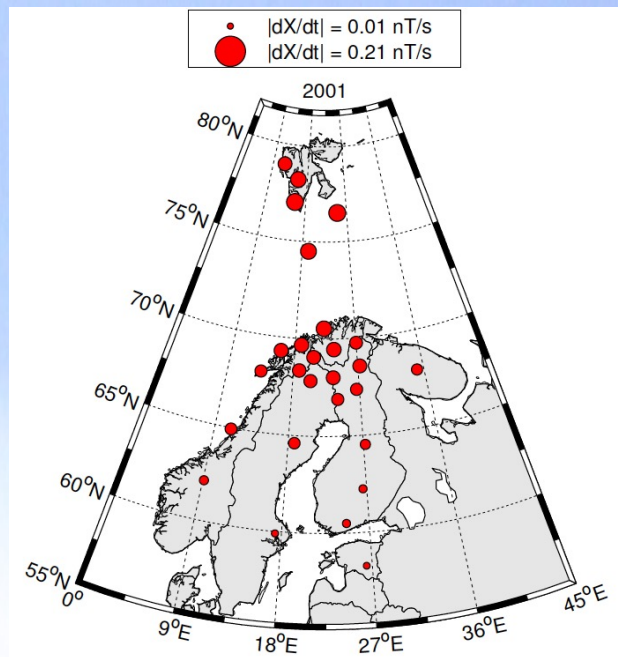 |dX/dt| = 0.01 nT/s
|dX/dt| = 0.21 nT/s
2001
80°N
75°N
70°N
65°N
60°N
55°N
0°
9°E
18°E
27°E
36°E
45°E